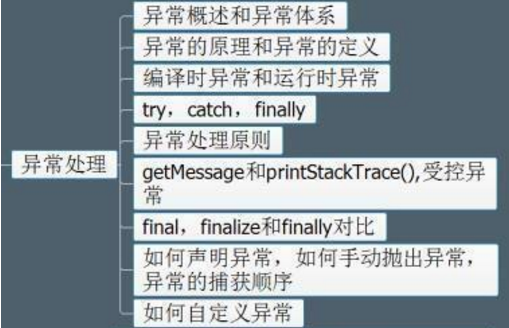 异常概述和异常体系
异常的原理和异常的定义
编译时异常和运行时异常
try，catch，finally
异常处理原则
异常处理
getMessage和printStackTrace(),受控异
常
final，finalize和finally对比
如何声明异常，如何手动抛出异常，
异常的捕获顺序
如何自定义异常